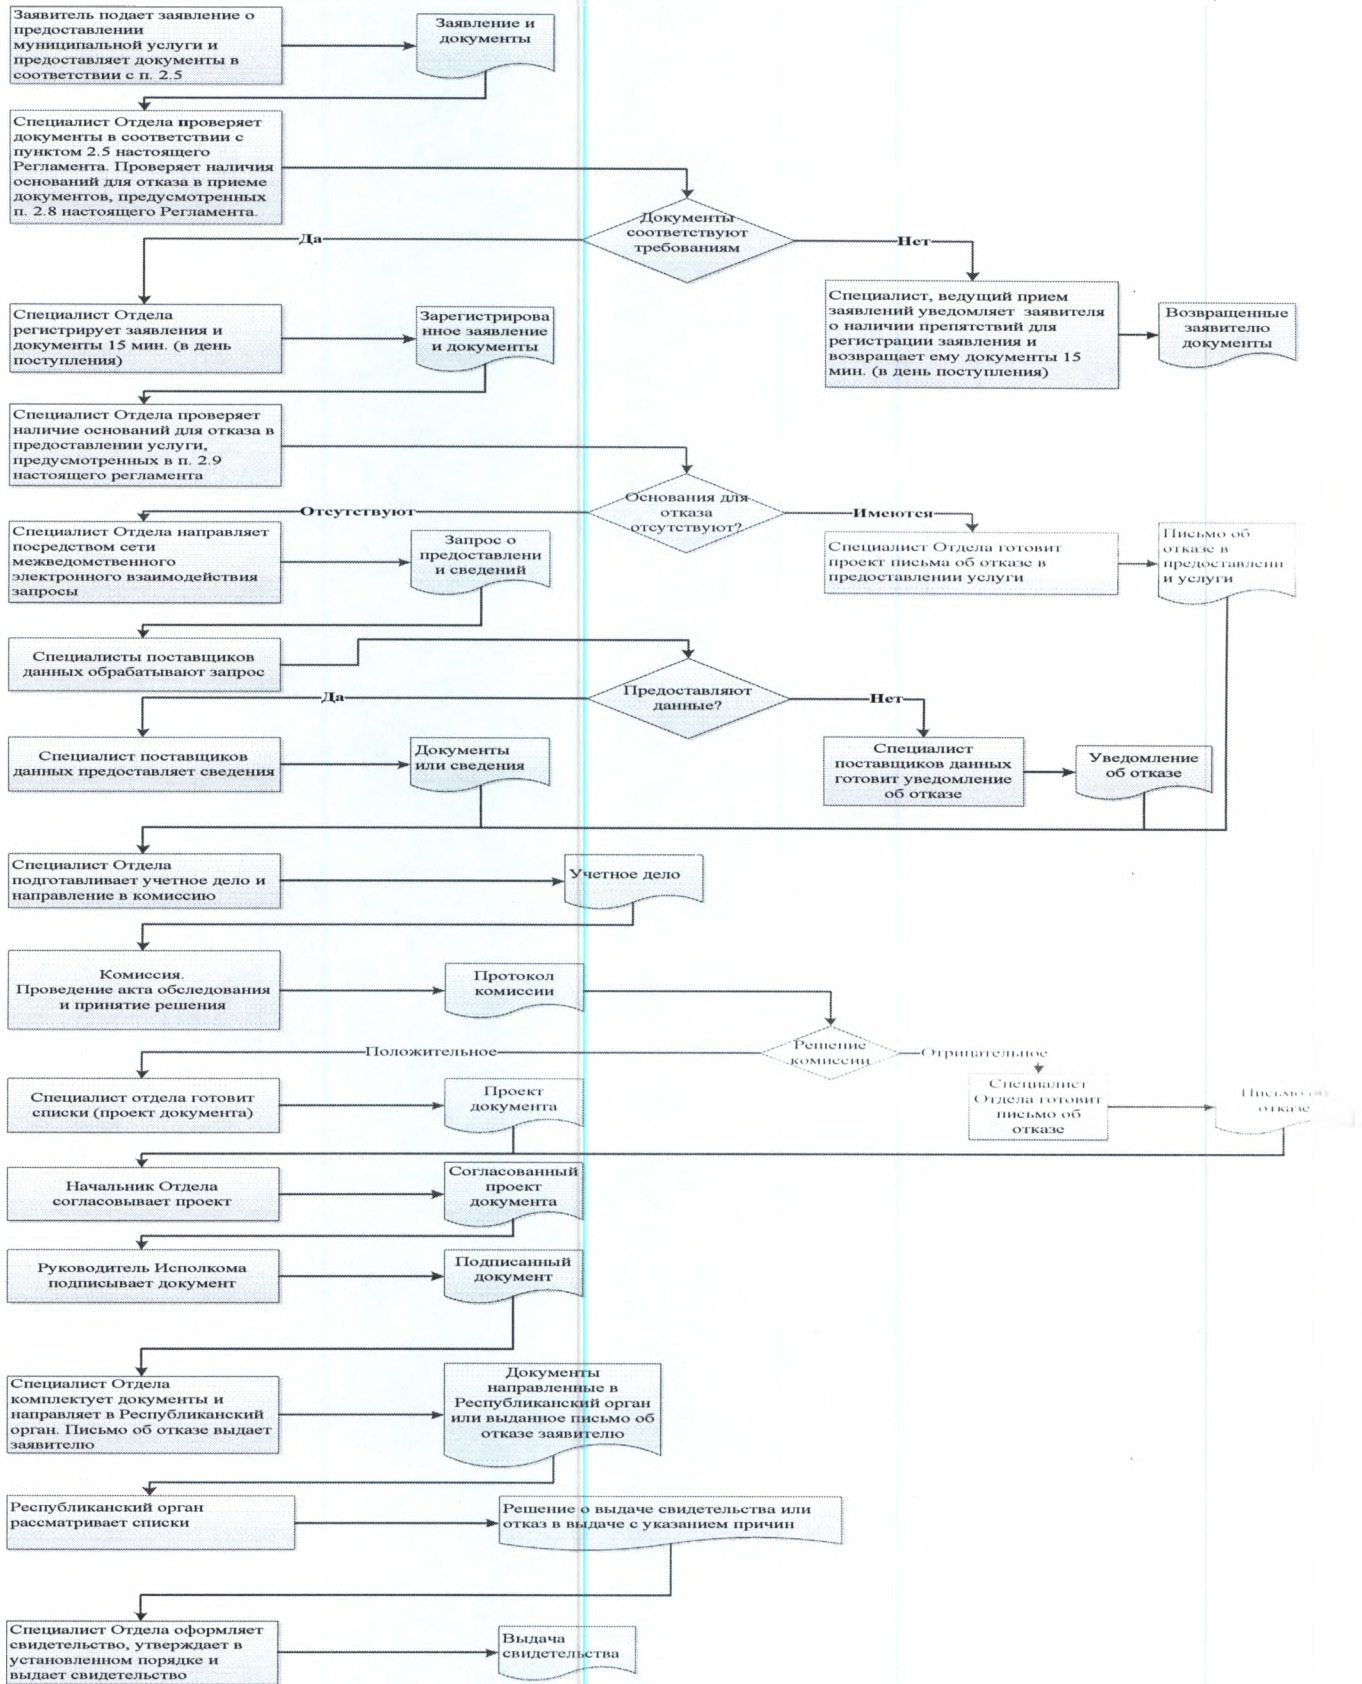 Заявитель подает заявление о
предоставлении
муниципальной услуги и
предоставляет документы в
соответствии с п. 2.5
Заявление и
документы
Специалист Отдела проверяет
документы в соответствии с
пунктом 2.5 настоящего
Регламента. Проверяет наличия
оснований для отказа в приеме
документов, предусмотренных
п. 2.8 настоящего Регламента.
Документы
соответствуют
требованиям
Да
Нет
Специалист Отдела
регистрирует заявления и
документы 15 мин. (в день
поступления)
Зарегистрирова
нное заявление
и документы
Специалист, ведущий прием
заявлений уведомляет заявителя
о наличии препятствий для
регистрации заявления и
возвращает ему документы 15
мин. (в день поступления)
Возвращенные
заявителю
документы
Специалист Отдела проверяет
наличие оснований для отказа в
предоставлении услуги,
предусмотренных в п. 2.9
настоящего регламента
Основания для
отказа
отсутствуют?
Отсутствуют
Имеются
Специалист Отдела направляет
посредством сети
межведомственного
электронного взаимодействия
запросы
Запрос о
предоставлени
и сведений
Специалист Отдела готовит
проект письма об отказе в
предоставлении услуги
Письмо об
отказе в
предоставлени
и услуги
Специалисты поставщиков
данных обрабатывают запрос
Предоставляют
данные?
Да
Нет
Специалист поставщиков
данных предоставляет сведения
Документы
или сведения
Специалист
поставщиков данных
готовит уведомление
об отказе
Уведомление
об отказе
Специалист Отдела
подготавливает учетное дело и
направление в комиссию
Учетное дело
Комиссия.
Проведение акта обследования
и принятие решения
Протокол
комиссии
Решение
комиссии
Положительное
Отрицательное
Специалист отдела готовит
списки (проект документа)
Проект
документа
Специалист
Отдела готовит
письмо об
отказе
Письмо об
отказе
Начальник Отдела
согласовывает проект
Согласованный
проект
документа
Руководитель Исполкома
подписывает документ
Подписанный
документ
Специалист Отдела
комплектует документы и
направляет в Республиканский
орган. Письмо об отказе выдает
заявителю
Документы
направленные в
Республиканский орган
или выданное письмо об
отказе заявителю
Республиканский орган
рассматривает списки
Решение о выдаче свидетельства или
отказ в выдаче с указанием причин
Специалист Отдела оформляет
свидетельство, утверждает в
установленном порядке и
выдает свидетельство
Выдача
свидетельства